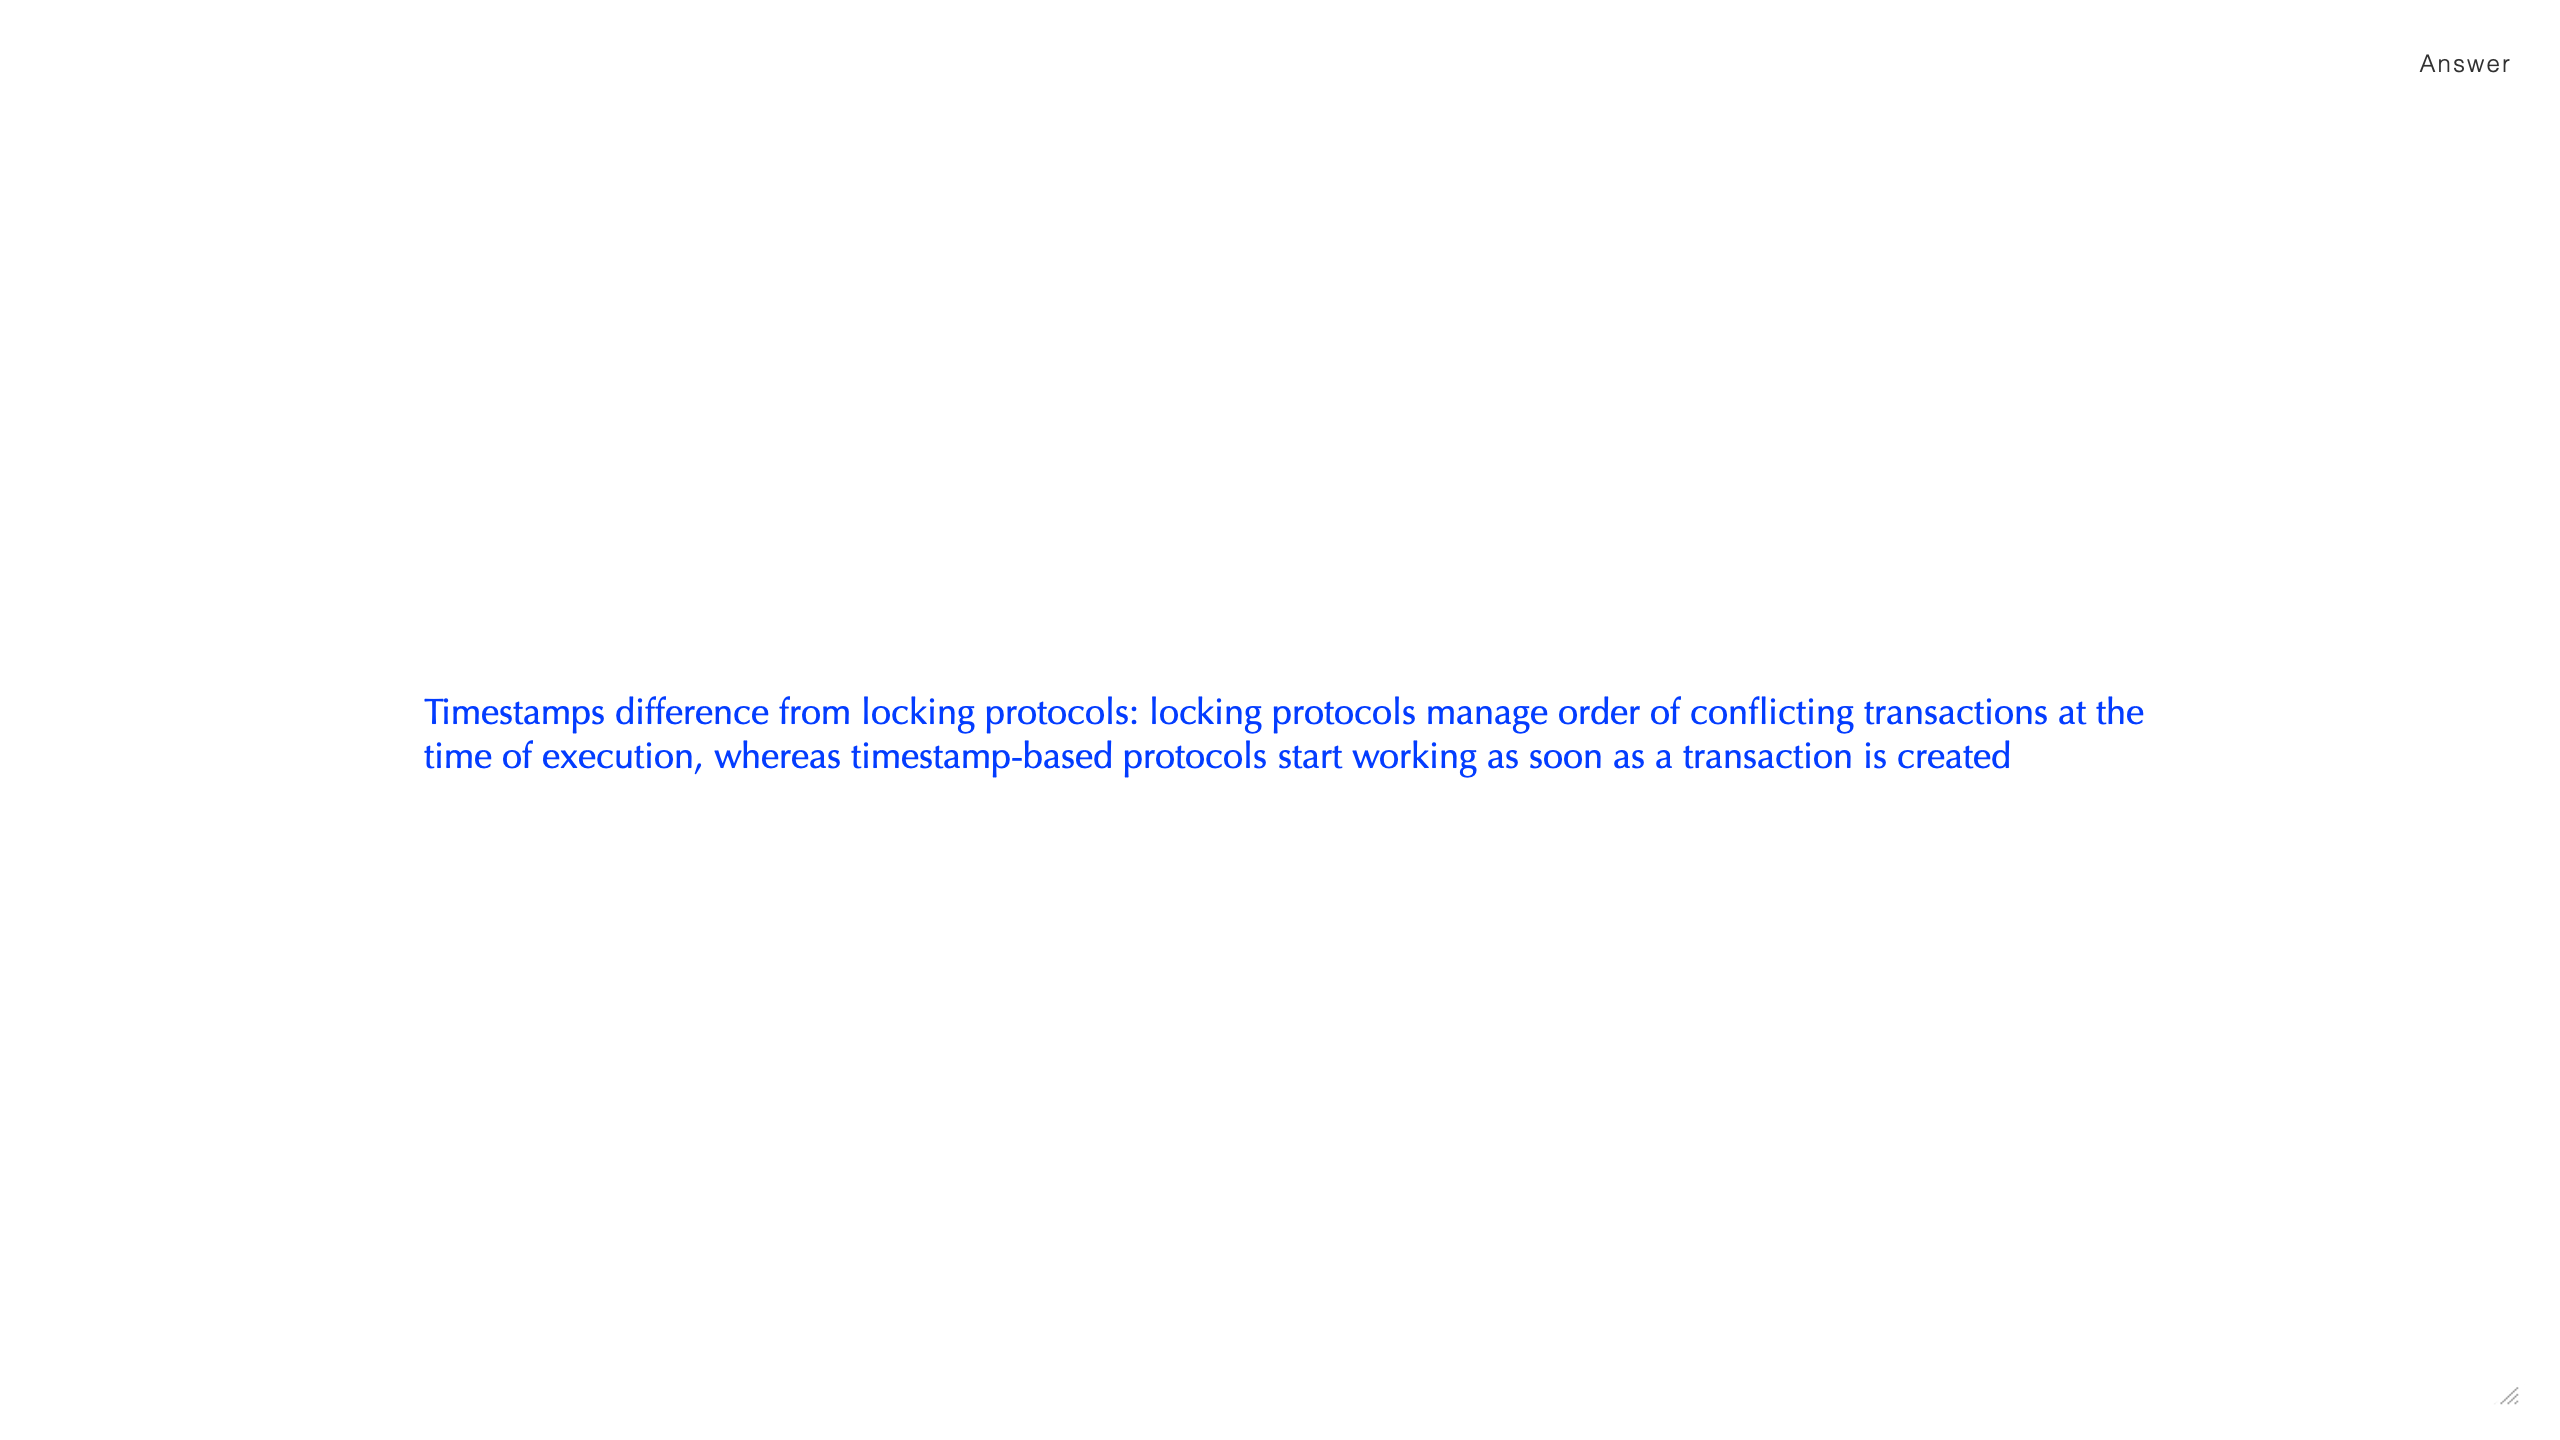 Answer
Timestamps difference from locking protocols: locking protocols manage order of conflicting transactions at the
time of execution, whereas timestamp-based protocols start working as soon as a transaction is created